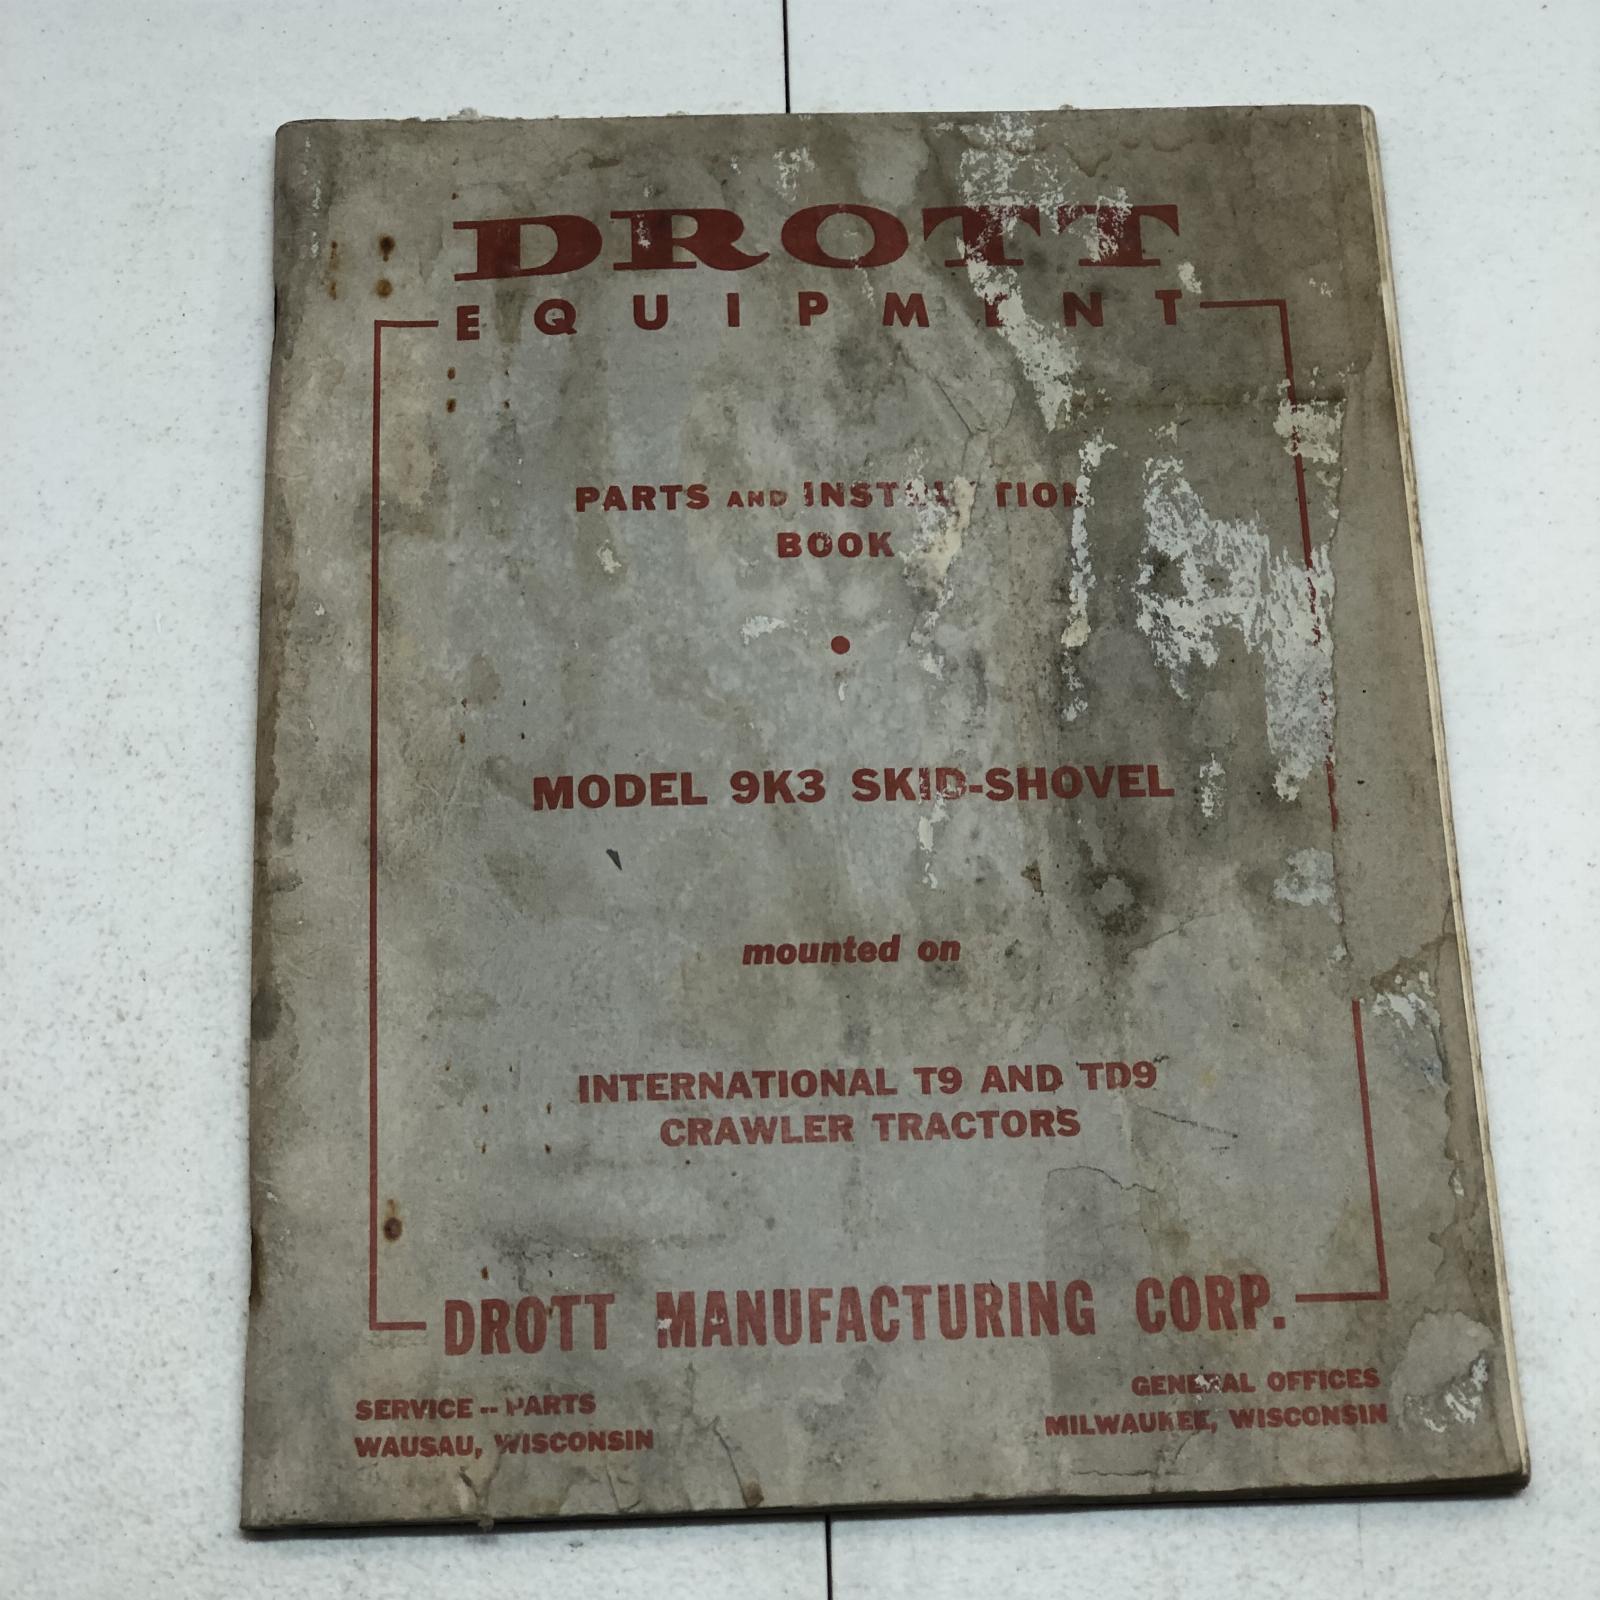 DROTT
EQUIPMENT
PARTS AND INSTRUCTION
BOOK
MODEL 9K3 SKID-SHOVEL
mounted on
INTERNATIONAL T9 AND TD9
CRAWLER TRACTORS
DROTT MANUFACTURING CORP.
SERVICE -- PARTS
WAUSAU, WISCONSIN
GENERAL OFFICES
MILWAUKEE, WISCONSIN